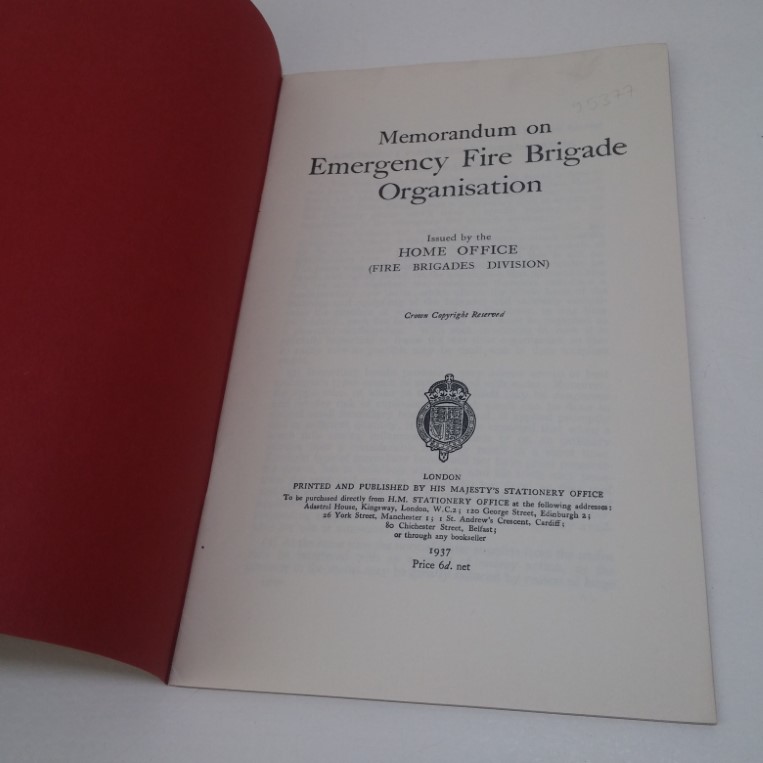 75377
Memorandum on
Emergency Fire Brigade
Organisation
Issued by the
HOME OFFICE
(FIRE BRIGADES DIVISION)
Crown Copyright Reserved
LONDON
PRINTED AND PUBLISHED BY HIS MAJESTY'S STATIONERY OFFICE
To be purchased directly from H.M. STATIONERY OFFICE at the following addresses:
Adastral House, Kingsway, London, W.C.2; 120 George Street, Edinburgh 2;
26 York Street, Manchester 1; 1 St. Andrew's Crescent, Cardiff;
80 Chichester Street, Belfast;
or through any bookseller
1937
Price 6d. net